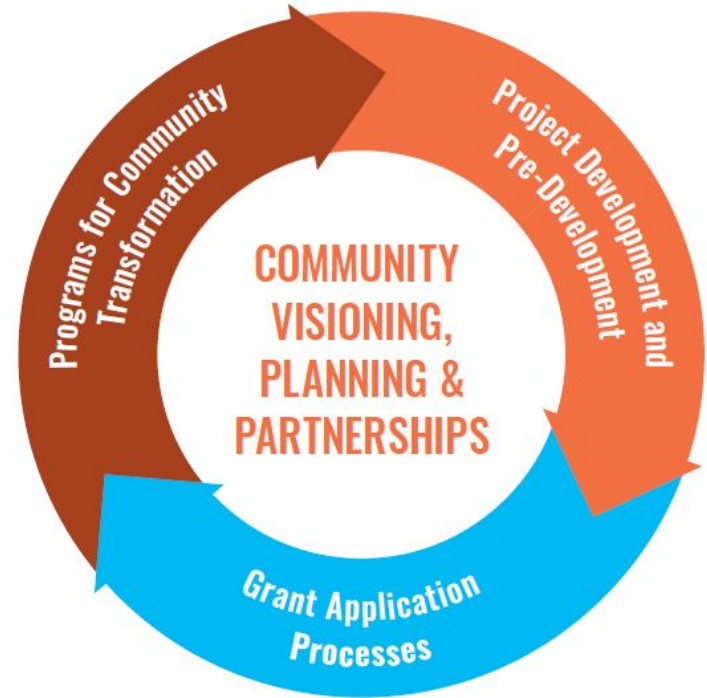 Programs for Community
Transformation
Project Development and
Pre-Development
COMMUNITY
VISIONING,
PLANNING &
PARTNERSHIPS
Grant Application
Processes